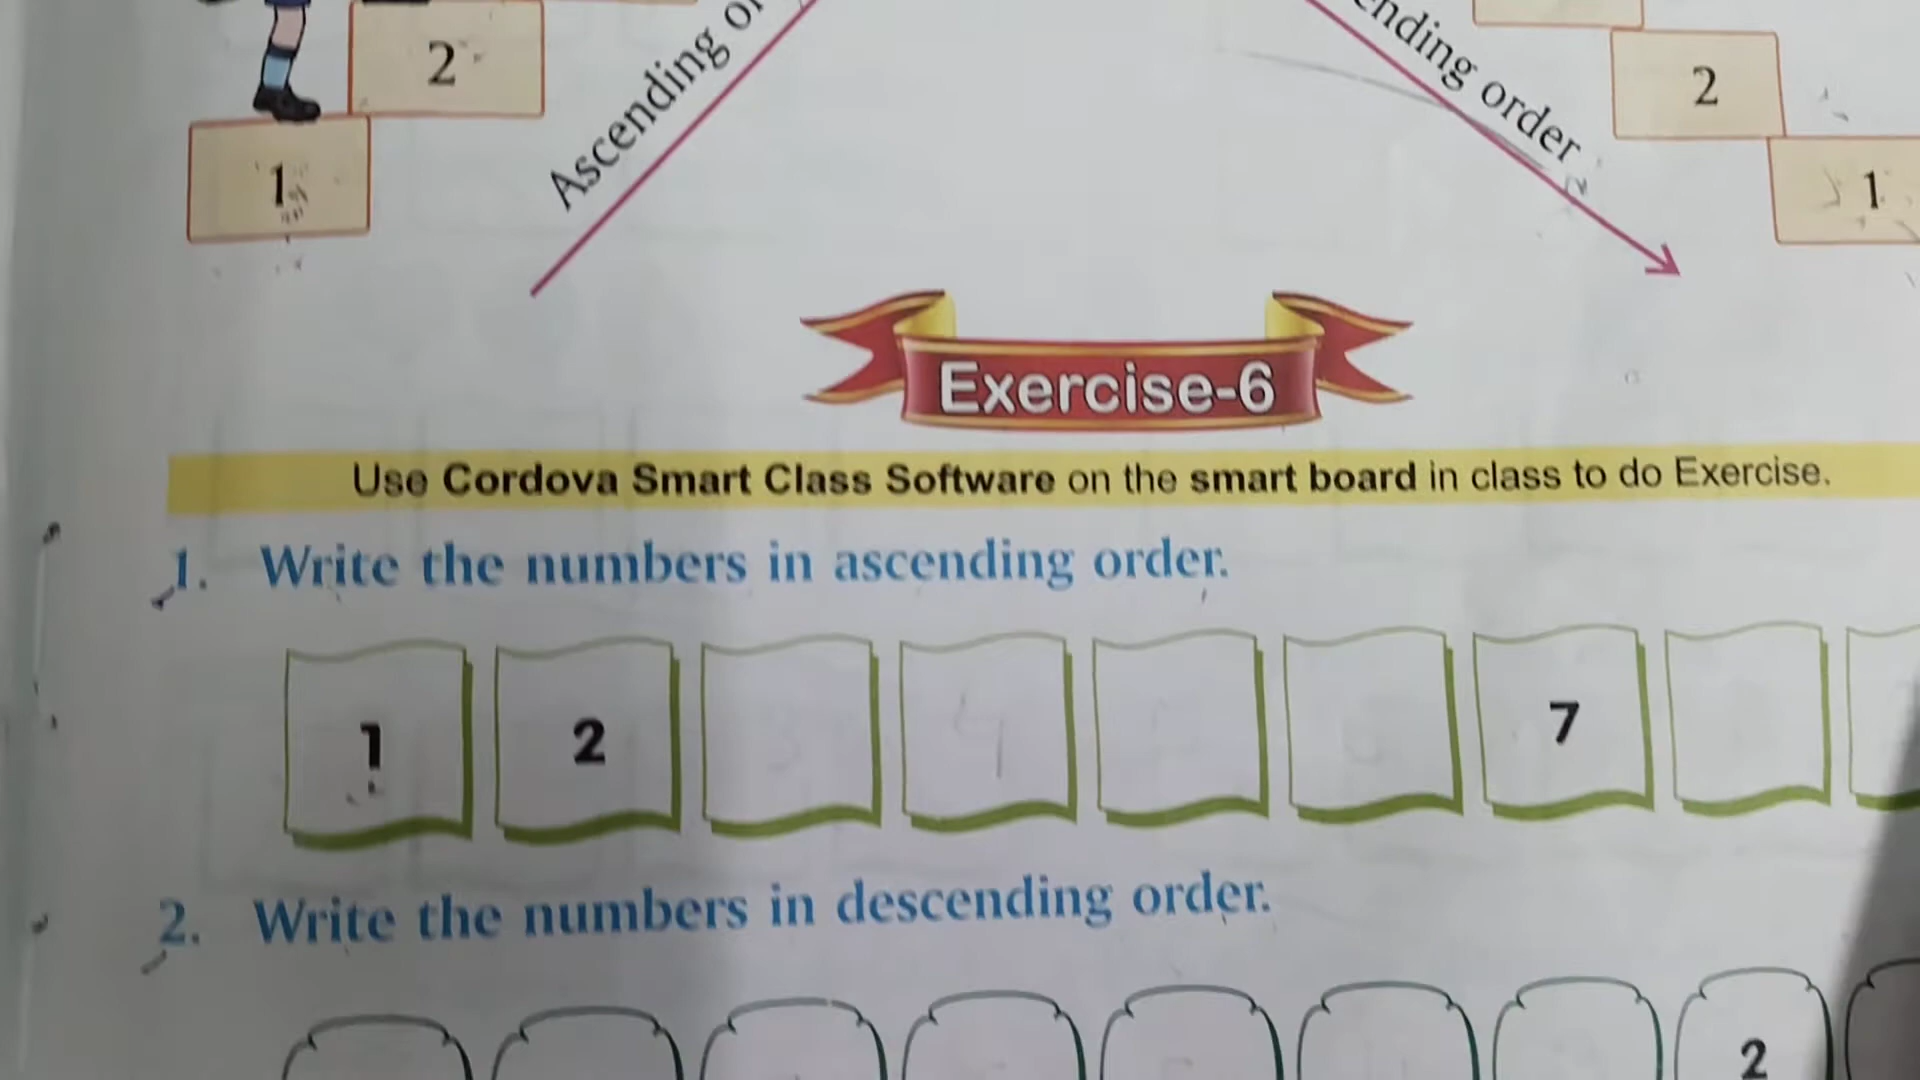 2
Ascending
ending order
2
1
1
Exercise-6
Use Cordova Smart Class Software on the smart board in class to do Exercise.
1. Write the numbers in ascending order.
1 2 4 7
2. Write the numbers in descending order.
2